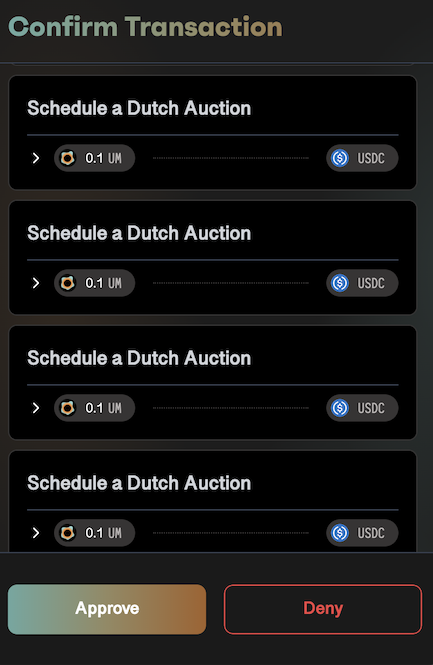 Confirm Transaction
Schedule a Dutch Auction
0.1 UM USDC
Schedule a Dutch Auction
0.1 UM USDC
Schedule a Dutch Auction
0.1 UM USDC
Schedule a Dutch Auction
0.1 UM USDC
Approve Deny